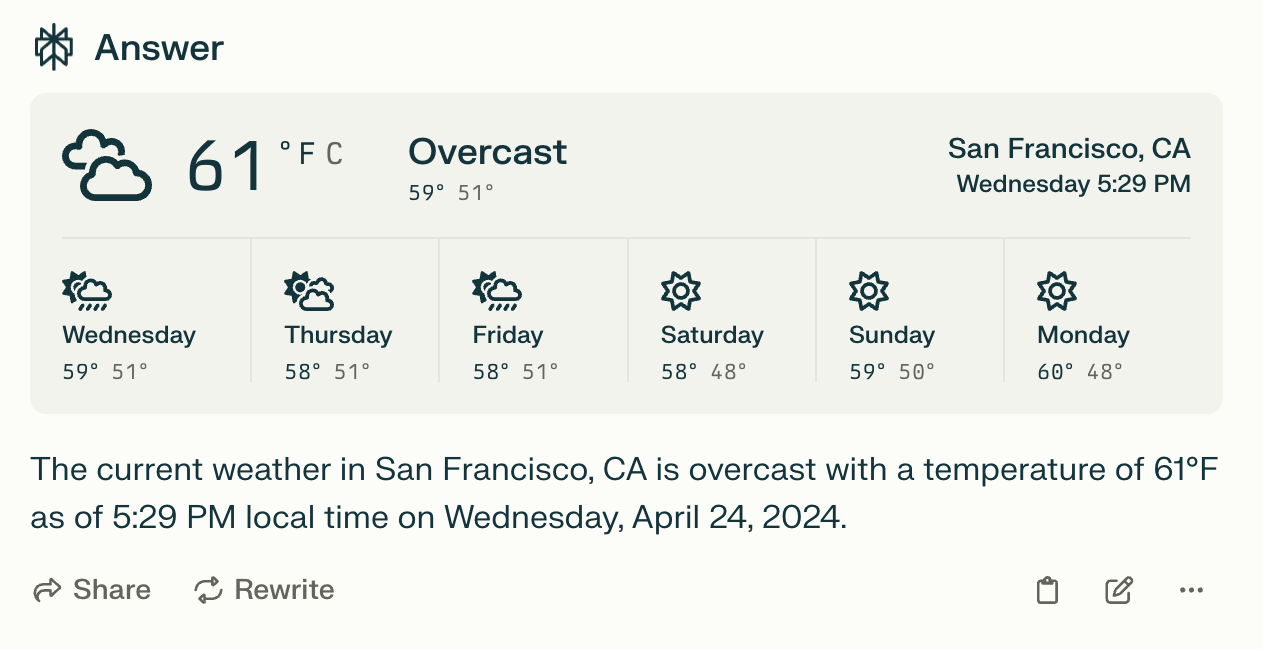 Answer
61 °F C
Overcast
59° 51°
San Francisco, CA
Wednesday 5:29 PM
Wednesday
59° 51°
Thursday
58° 51°
Friday
58° 51°
Saturday
58° 48°
Sunday
59° 50°
Monday
60° 48°
The current weather in San Francisco, CA is overcast with a temperature of 61°F
as of 5:29 PM local time on Wednesday, April 24, 2024.
Share
Rewrite